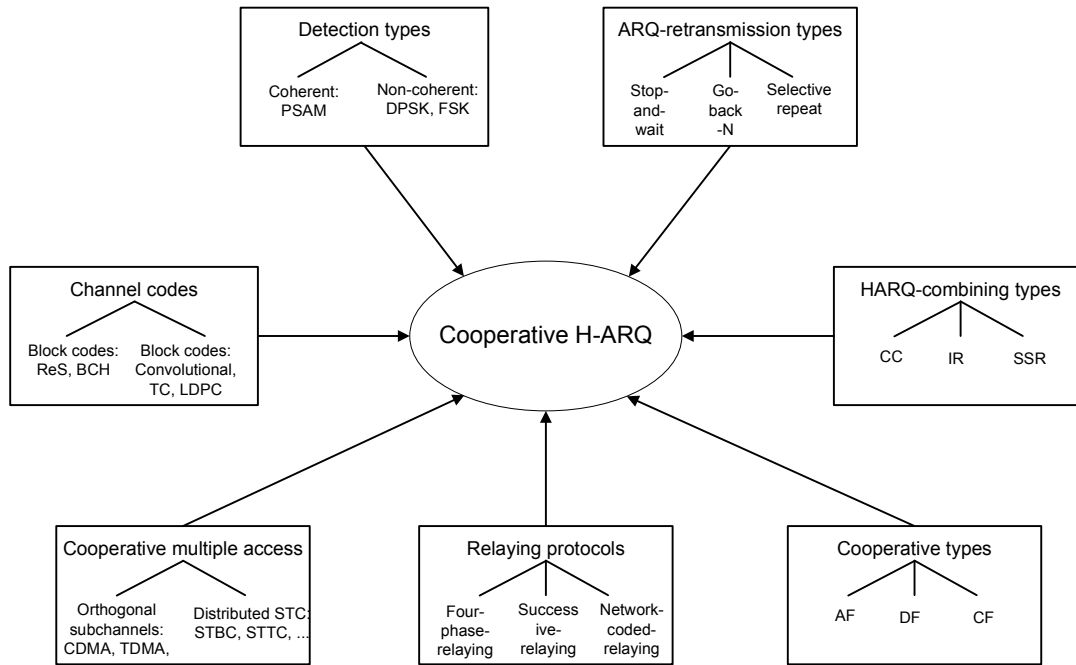 Detection types
Coherent:
PSAM
Non-coherent:
DPSK, FSK
ARQ-retransmission types
Stop-
and-
wait
Go-
back
-N
Selective
repeat
Channel codes
Block codes:
ReS, BCH
Block codes:
Convolutional,
TC, LDPC
Cooperative H-ARQ
HARQ-combining types
CC
IR
SSR
Cooperative multiple access
Orthogonal
subchannels:
CDMA, TDMA,
Distributed STC:
STBC, STTC, ...
Relaying protocols
Four-
phase-
relaying
Success
ive-
relaying
Network-
coded-
relaying
Cooperative types
AF
DF
CF